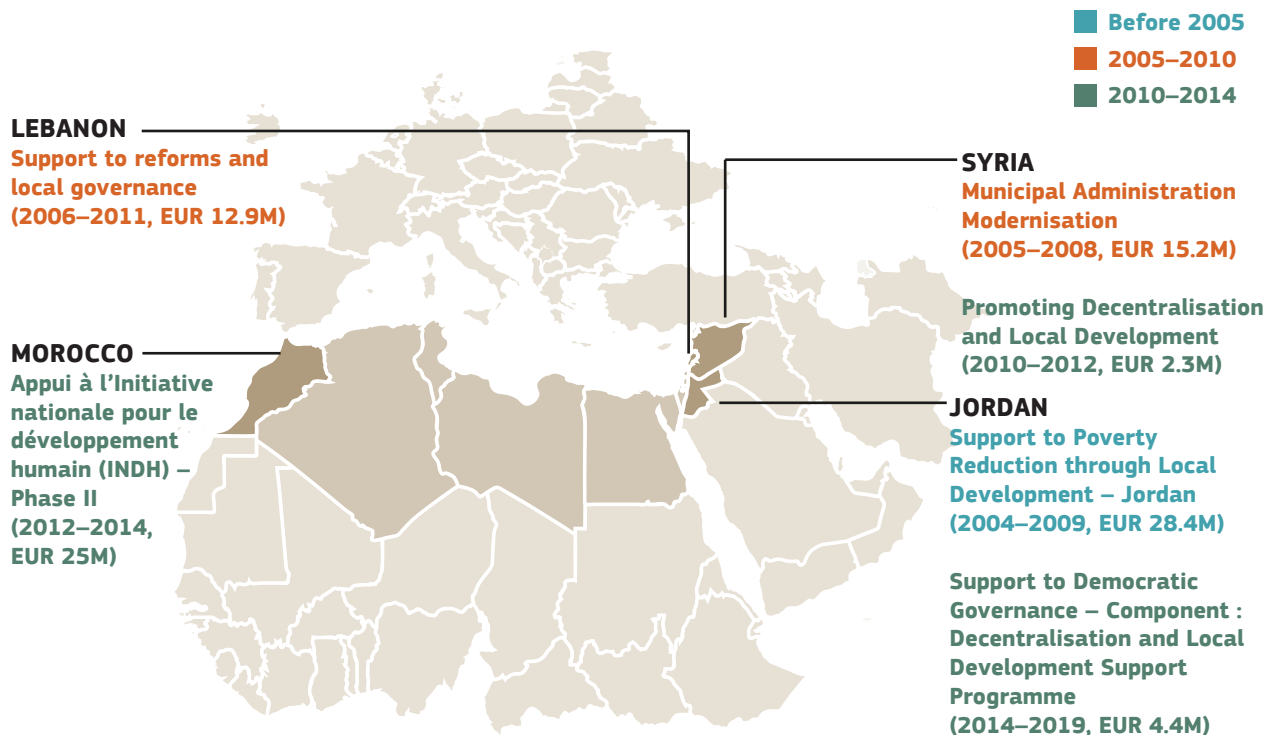 Before 2005
2005–2010
2010–2014
LEBANON
Support to reforms and
local governance
(2006–2011, EUR 12.9M)
MOROCCO
Appui à l’Initiative
nationale pour le
développement
humain (INDH) –
Phase II
(2012–2014,
EUR 25M)
SYRIA
Municipal Administration
Modernisation
(2005–2008, EUR 15.2M)
Promoting Decentralisation
and Local Development
(2010–2012, EUR 2.3M)
JORDAN
Support to Poverty
Reduction through Local
Development – Jordan
(2004–2009, EUR 28.4M)
Support to Democratic
Governance – Component :
Decentralisation and Local
Development Support
Programme
(2014–2019, EUR 4.4M)